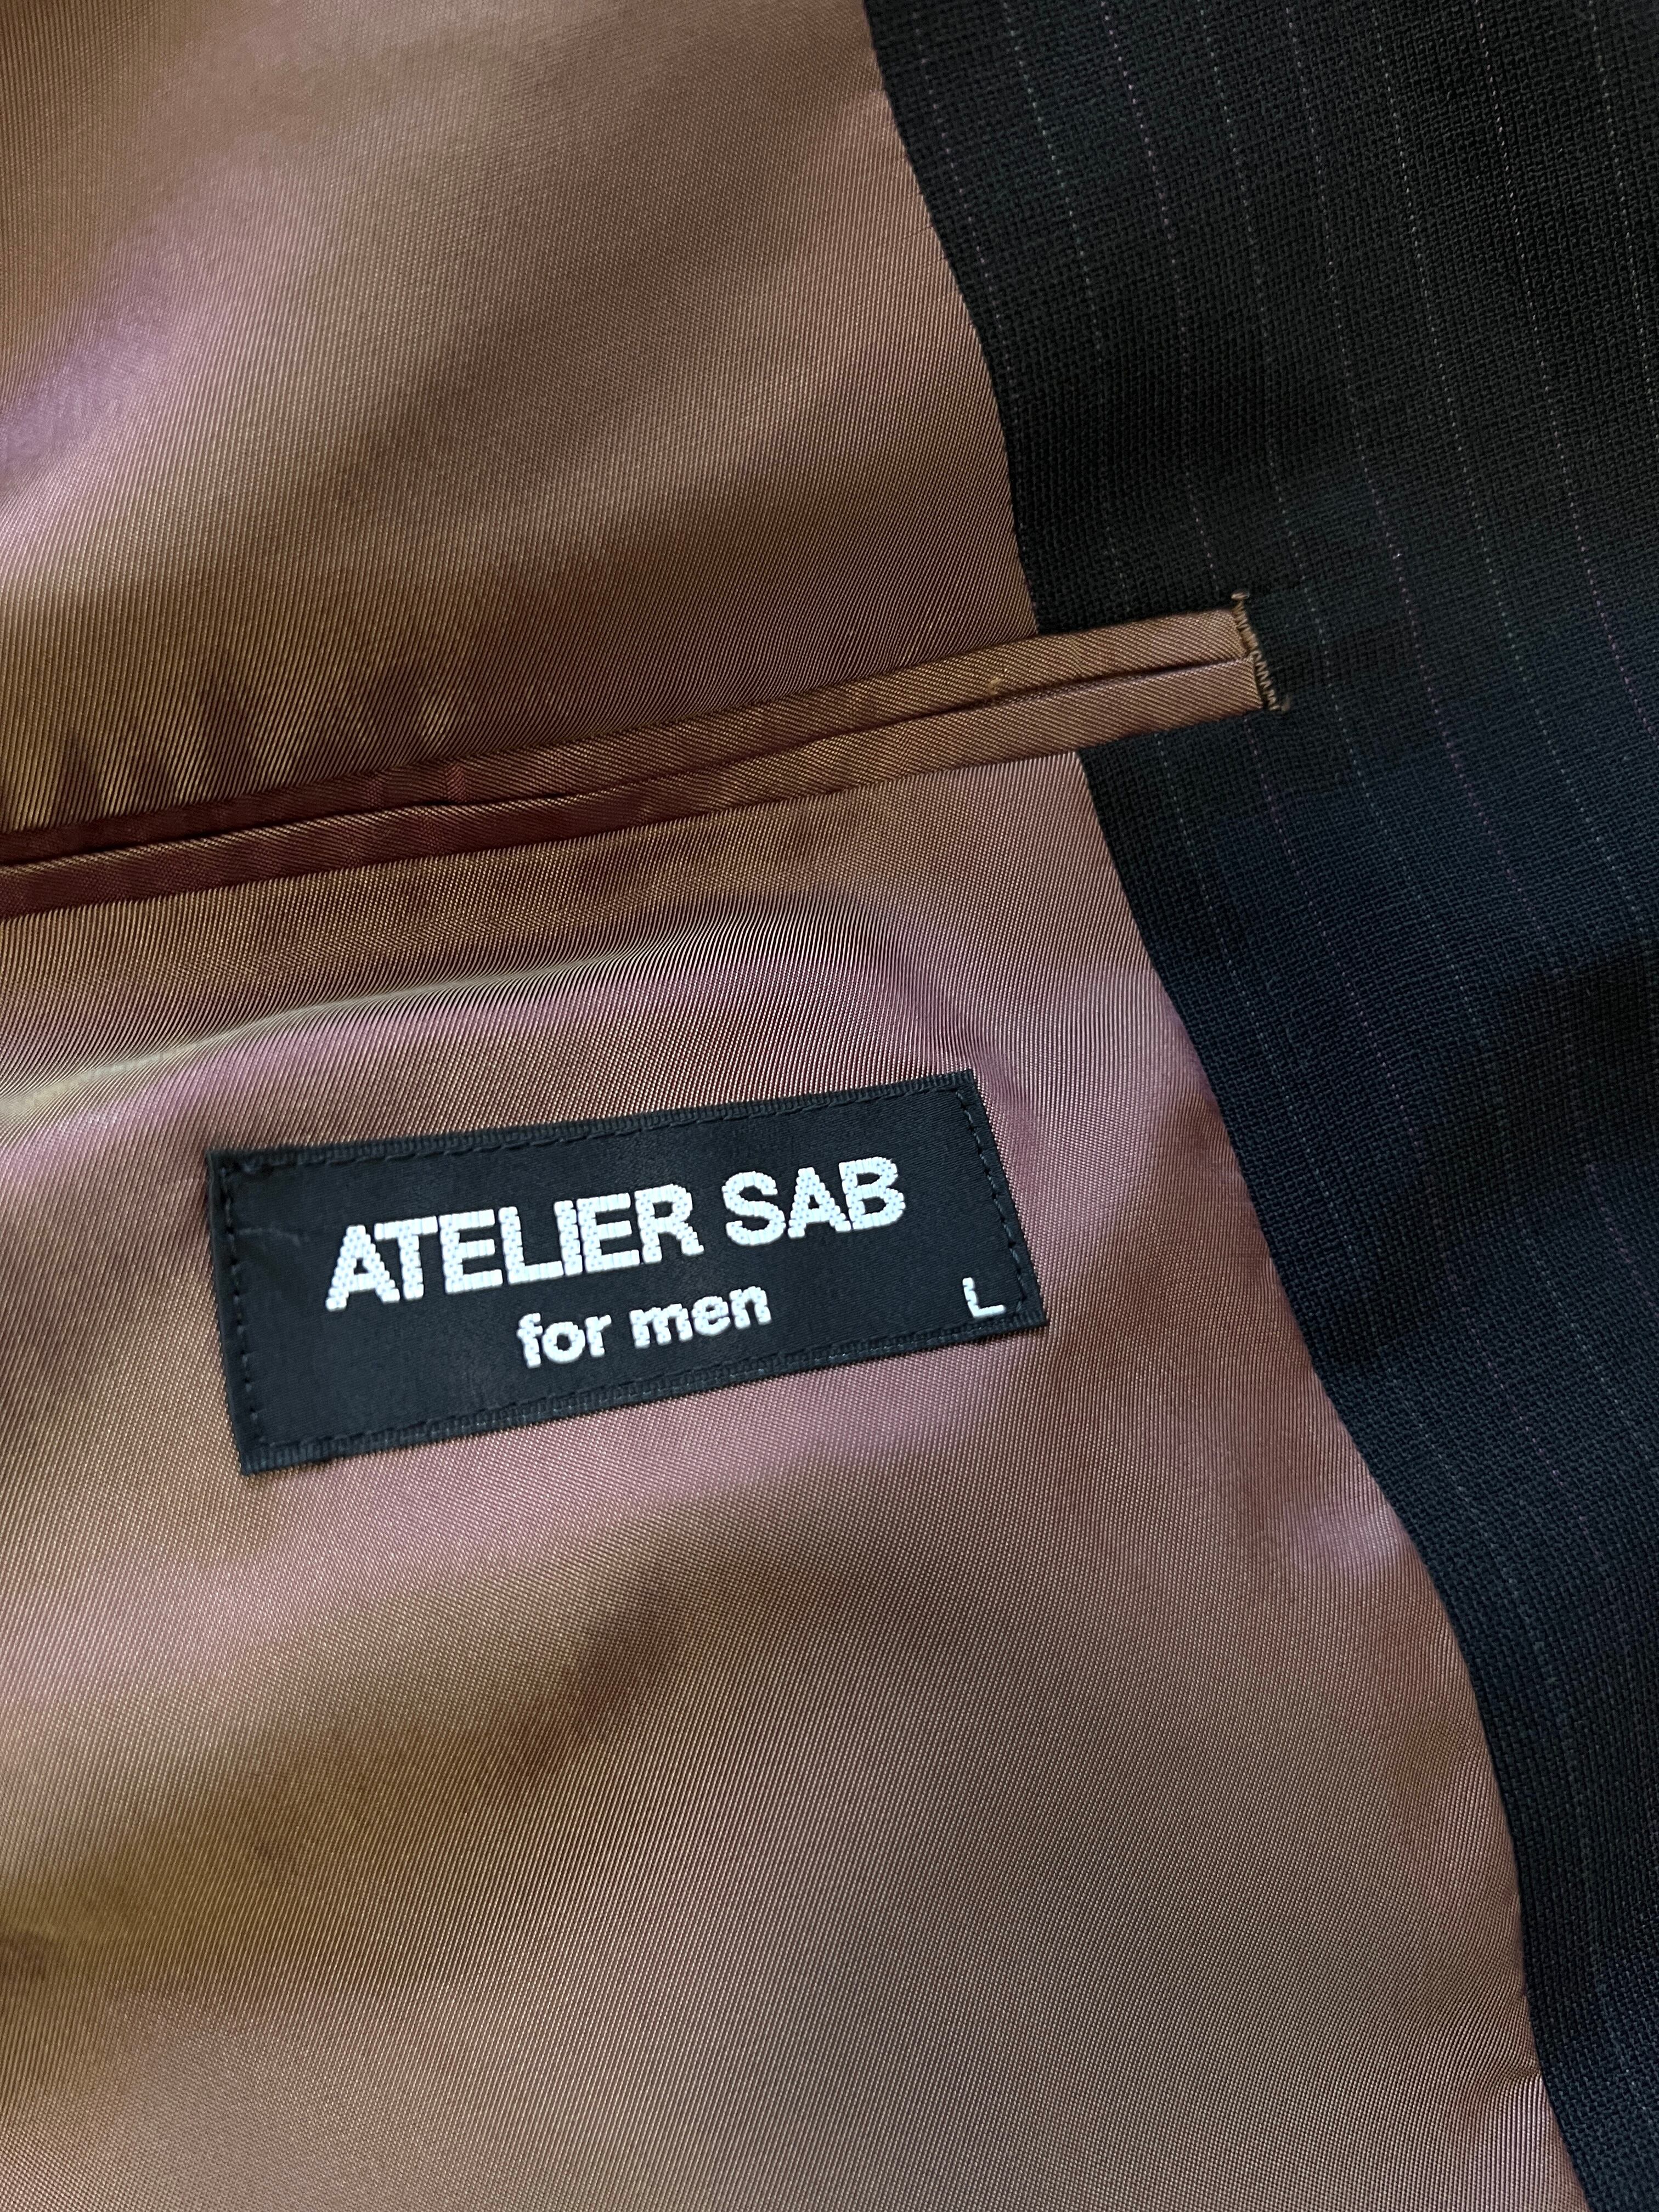 ATELIER SAB
for men
L